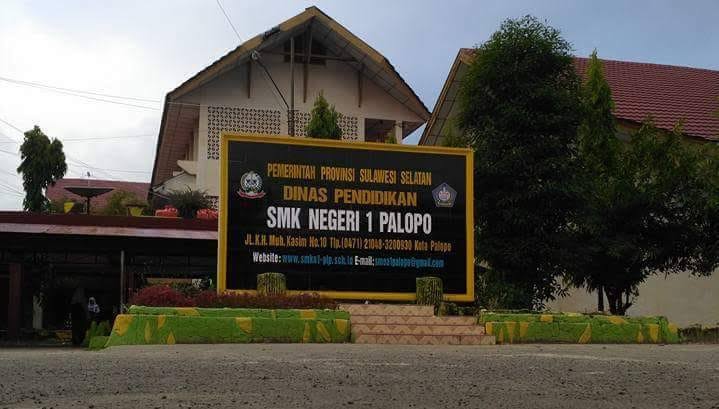 PEMERINTAH PROVINSI SULAWESI SELATAN
DINAS PENDIDIKAN
SMK NEGERI 1 PALOPO
JL.K.H. Muh. Kasim No.10 Tlp.(0471) 21048-3200930 Kota Palopo
Website: www.smkn1-plp.sch.id E-mail: smea1palopo@gmail.com